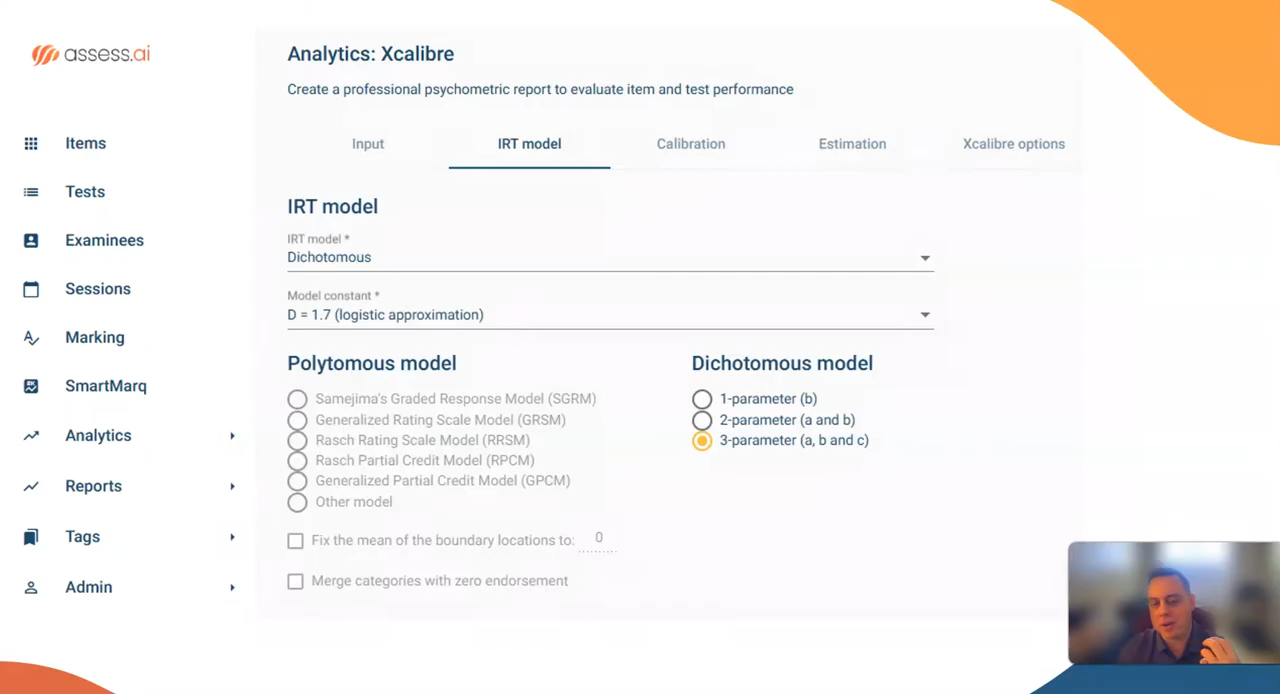 assess.ai
Items
Tests
Examinees
Sessions
Marking
SmartMarq
Analytics
Reports
Tags
Admin
Analytics: Xcalibre
Create a professional psychometric report to evaluate item and test performance
Input IRT model Calibration Estimation Xcalibre options
IRT model
IRT model *
Dichotomous
Model constant *
D = 1.7 (logistic approximation)
Polytomous model
Samejima's Graded Response Model (SGRM)
Generalized Rating Scale Model (GRSM)
Rasch Rating Scale Model (RRSM)
Rasch Partial Credit Model (RPCM)
Generalized Partial Credit Model (GPCM)
Other model
Fix the mean of the boundary locations to: 0
Merge categories with zero endorsement
Dichotomous model
1-parameter (b)
2-parameter (a and b)
3-parameter (a, b and c)